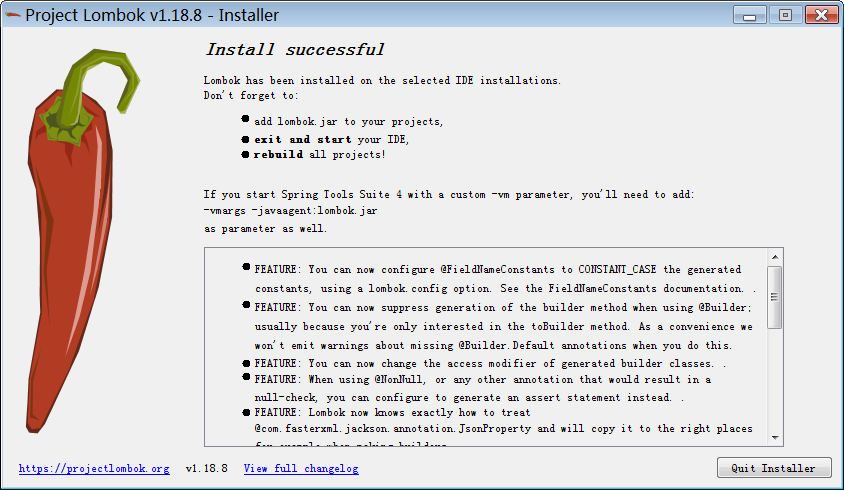 Project Lombok v1.18.8 - Installer
Install successful
Lombok has been installed on the selected IDE installations.
Don't forget to:
add lombok.jar to your projects,
exit and start your IDE,
rebuild all projects!
If you start Spring Tools Suite 4 with a custom -vm parameter, you'll need to add:
-vmargs -javaagent:lombok.jar
as parameter as well.
FEATURE: You can now configure @FieldNameConstants to CONSTANT_CASE the generated
constants, using a lombok.config option. See the FieldNameConstants documentation. .
FEATURE: You can now suppress generation of the builder method when using @Builder;
usually because you're only interested in the toBuilder method. As a convenience we
won't emit warnings about missing @Builder.Default annotations when you do this.
FEATURE: You can now change the access modifier of generated builder classes. .
FEATURE: When using @NonNull, or any other annotation that would result in a
null-check, you can configure to generate an assert statement instead. .
FEATURE: Lombok now knows exactly how to treat
@com.fasterxml.jackson.annotation.JsonProperty and will copy it to the right places
for example when making builders
https://projectlombok.org v1.18.8 View full changelog
Quit Installer